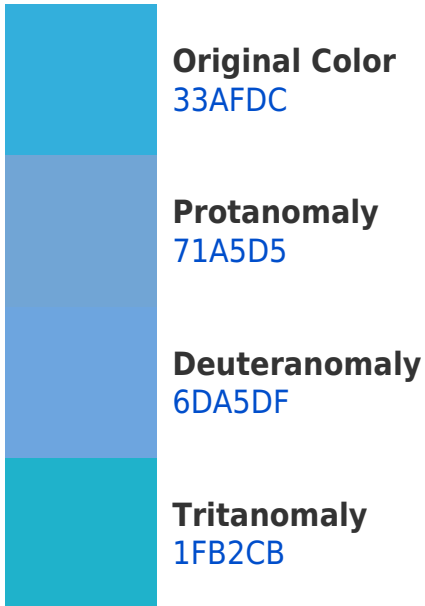 Original Color
33AFDC
Protanomaly
71A5D5
Deuteranomaly
6DA5DF
Tritanomaly
1FB2CB